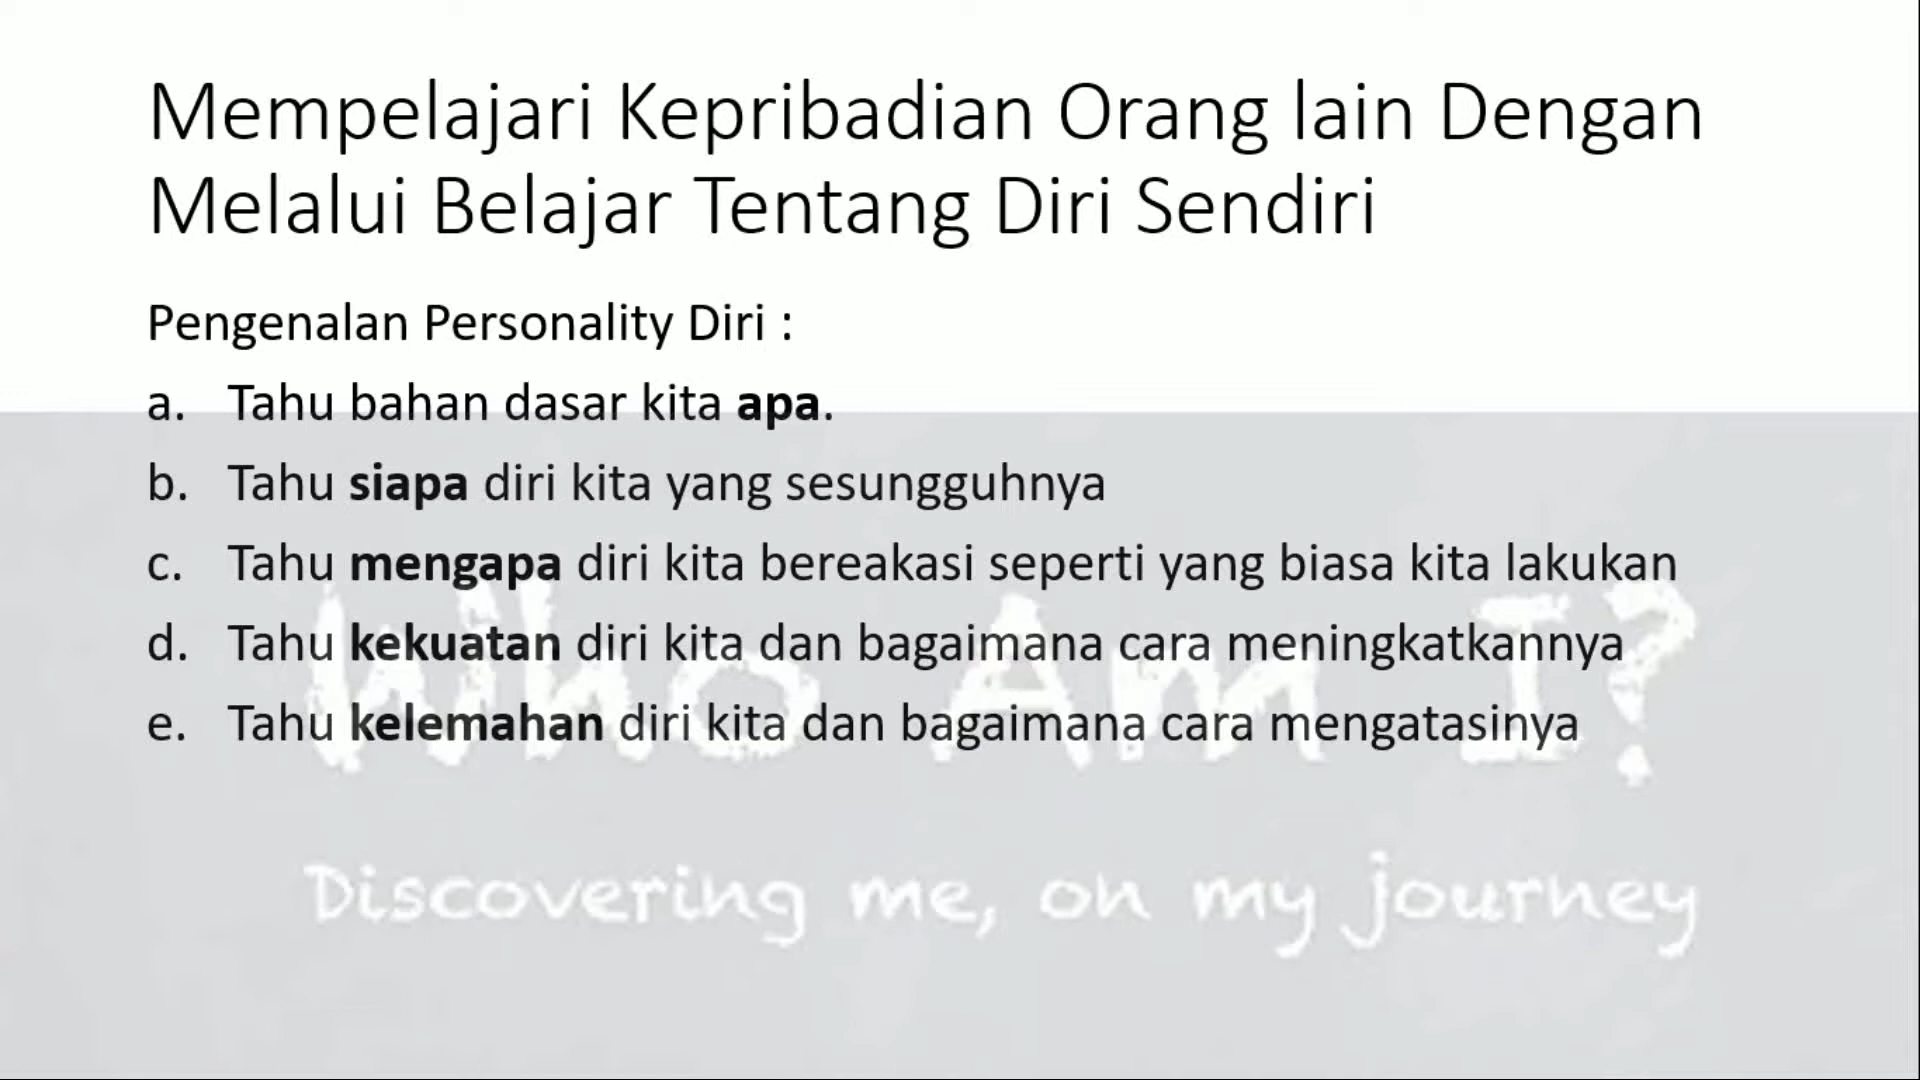 Mempelajari Kepribadian Orang lain Dengan
Melalui Belajar Tentang Diri Sendiri
Pengenalan Personality Diri :
a. Tahu bahan dasar kita apa.
b. Tahu siapa diri kita yang sesungguhnya
c. Tahu mengapa diri kita bereakasi seperti yang biasa kita lakukan
d. Tahu kekuatan diri kita dan bagaimana cara meningkatkannya
e. Tahu kelemahan diri kita dan bagaimana cara mengatasinya
Who Am I?
Discovering me, on my journey